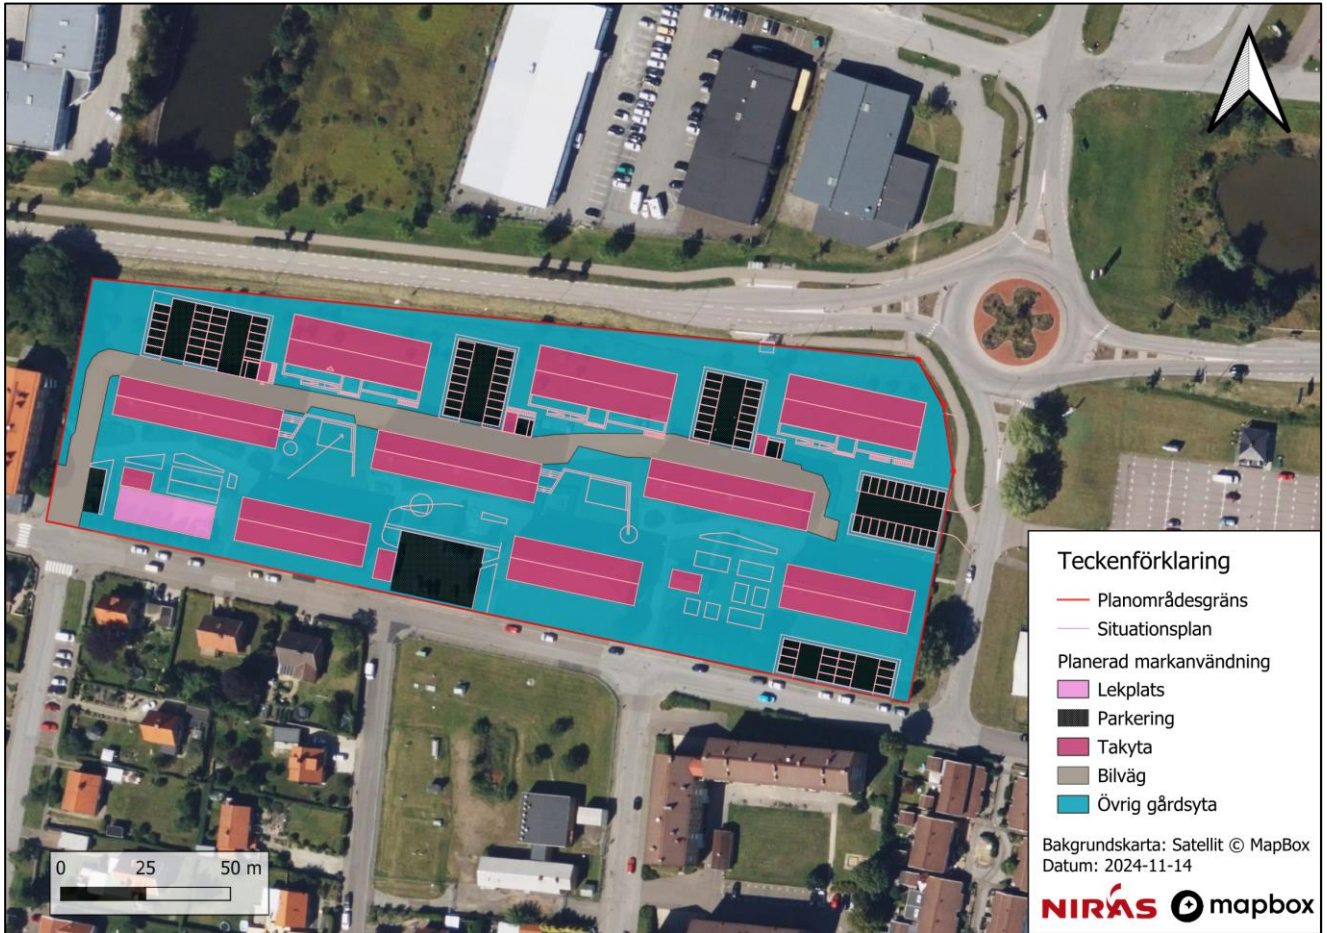 Teckenförklaring
Planområdesgräns
Situationsplan
Planerad markanvändning
Lekplats
Parkering
Takyta
Bilväg
Övrig gårdsyta
Bakgrundskarta: Satellit © MapBox
Datum: 2024-11-14
NIRAS mapbox
0 25 50 m